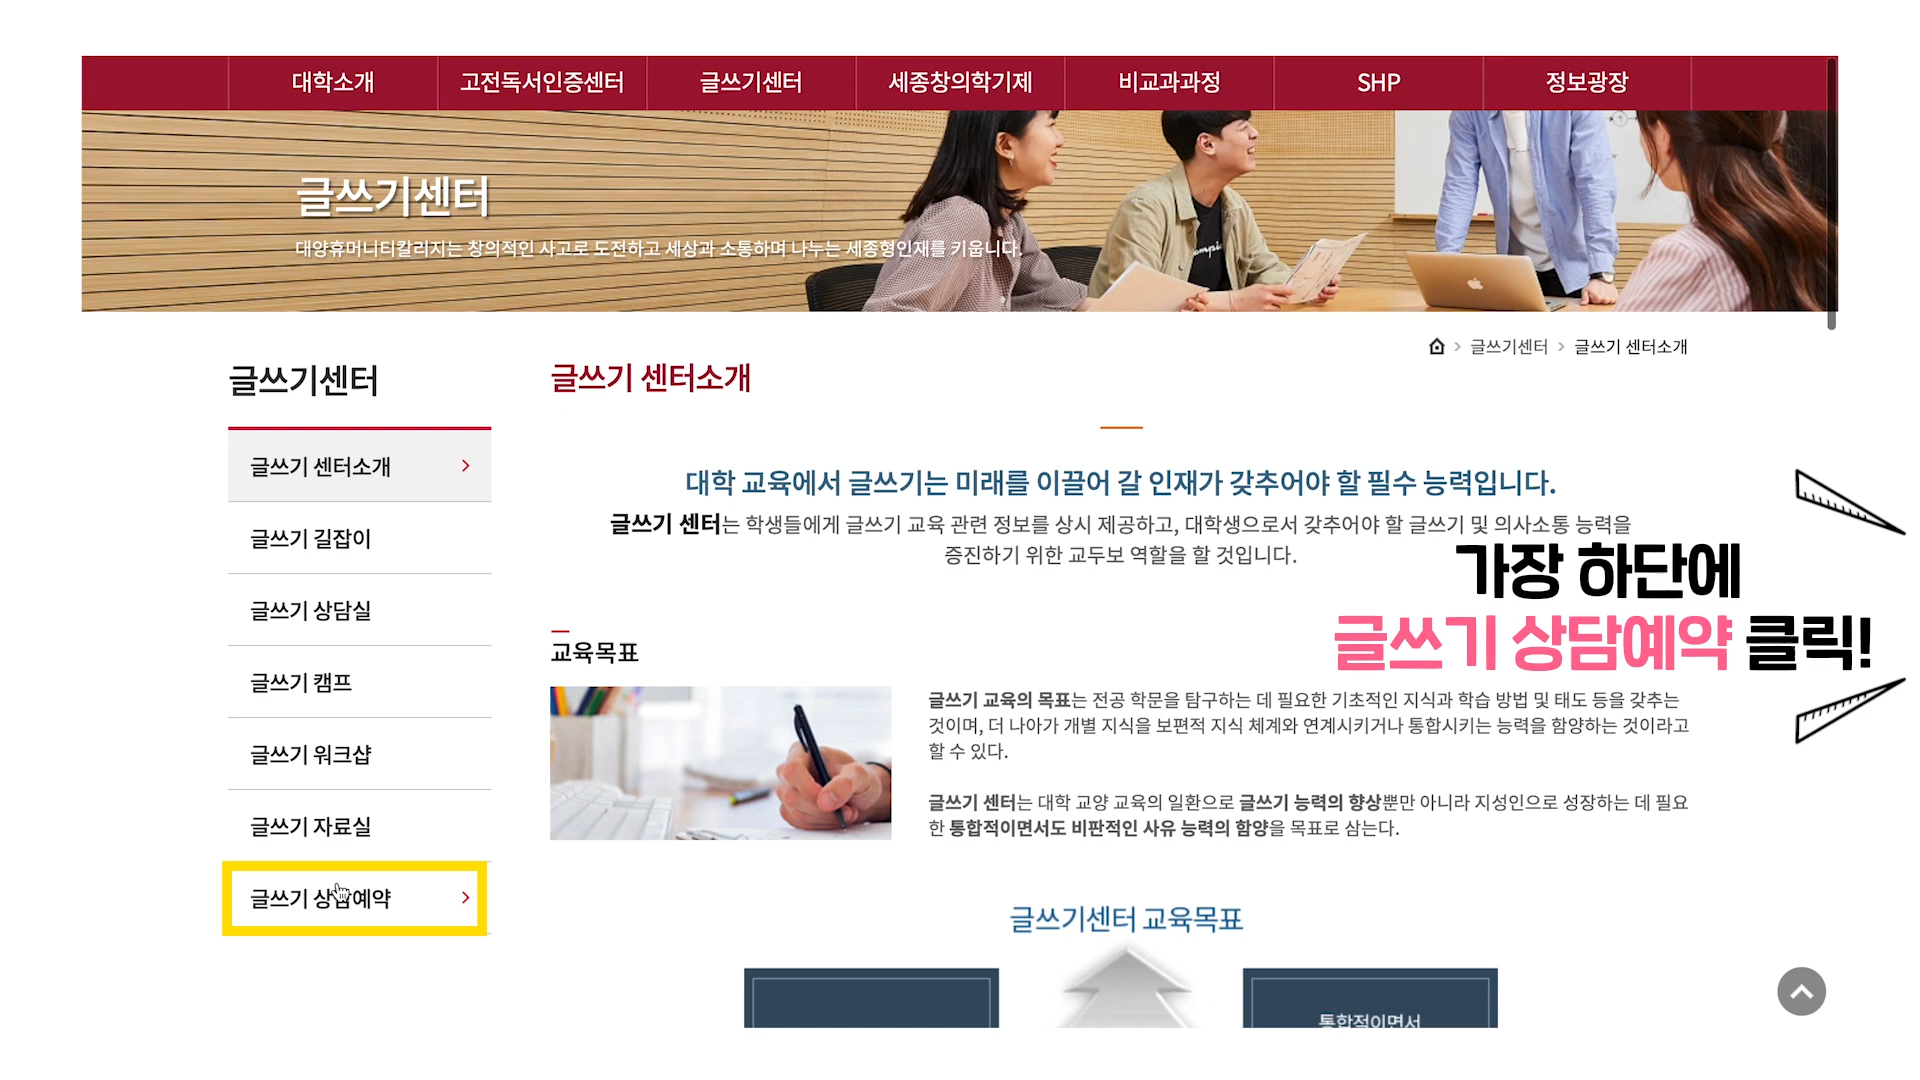 대학소개
고전독서인증센터
글쓰기센터
세종창의학기제
비교과과정
SHP
정보광장
글쓰기센터
대양휴머니티칼리지는 창의적인 사고로 도전하고 세상과 소통하며 나누는 세종형인재를 키웁니다.
글쓰기센터 > 글쓰기 센터소개
글쓰기센터
글쓰기 센터소개
글쓰기 길잡이
글쓰기 상담실
글쓰기 캠프
글쓰기 워크샵
글쓰기 자료실
글쓰기 상담예약
글쓰기 센터소개
대학 교육에서 글쓰기는 미래를 이끌어 갈 인재가 갖추어야 할 필수 능력입니다.
글쓰기 센터는 학생들에게 글쓰기 교육 관련 정보를 상시 제공하고, 대학생으로서 갖추어야 할 글쓰기 및 의사소통 능력을
증진하기 위한 교두보 역할을 할 것입니다.
가장 하단에
글쓰기 상담예약 클릭!
교육목표
글쓰기 교육의 목표는 전공 학문을 탐구하는 데 필요한 기초적인 지식과 학습 방법 및 태도 등을 갖추는
것이며, 더 나아가 개별 지식을 보편적 지식 체계와 연계시키거나 통합시키는 능력을 함양하는 것이라고
할 수 있다.
글쓰기 센터는 대학 교양 교육의 일환으로 글쓰기 능력의 향상뿐만 아니라 지성인으로 성장하는 데 필요
한 통합적이면서도 비판적인 사유 능력의 함양을 목표로 삼는다.
글쓰기센터 교육목표
통합적이면서